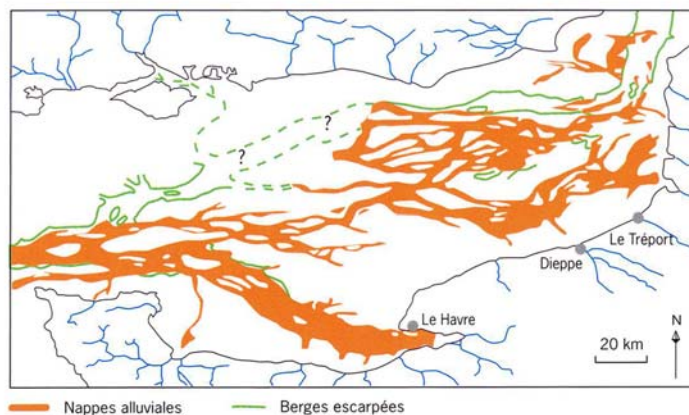 ?
?
Le Tréport
Dieppe
Le Havre
20 km
N
Nappes alluviales
Berges escarpées